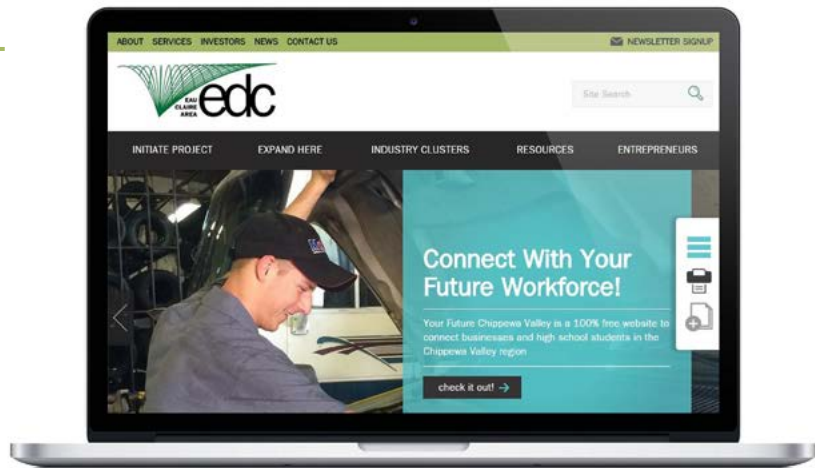 ABOUT SERVICES INVESTORS NEWS CONTACT US
NEWSLETTER SIGNUP
EAU
CLAIRE
AREA
edc
Site Search
INITIATE PROJECT EXPAND HERE INDUSTRY CLUSTERS RESOURCES ENTREPRENEURS
Connect With Your
Future Workforce!
Your Future Chippewa Valley is a 100% free website to
connect businesses and high school students in the
Chippewa Valley region
check it out!